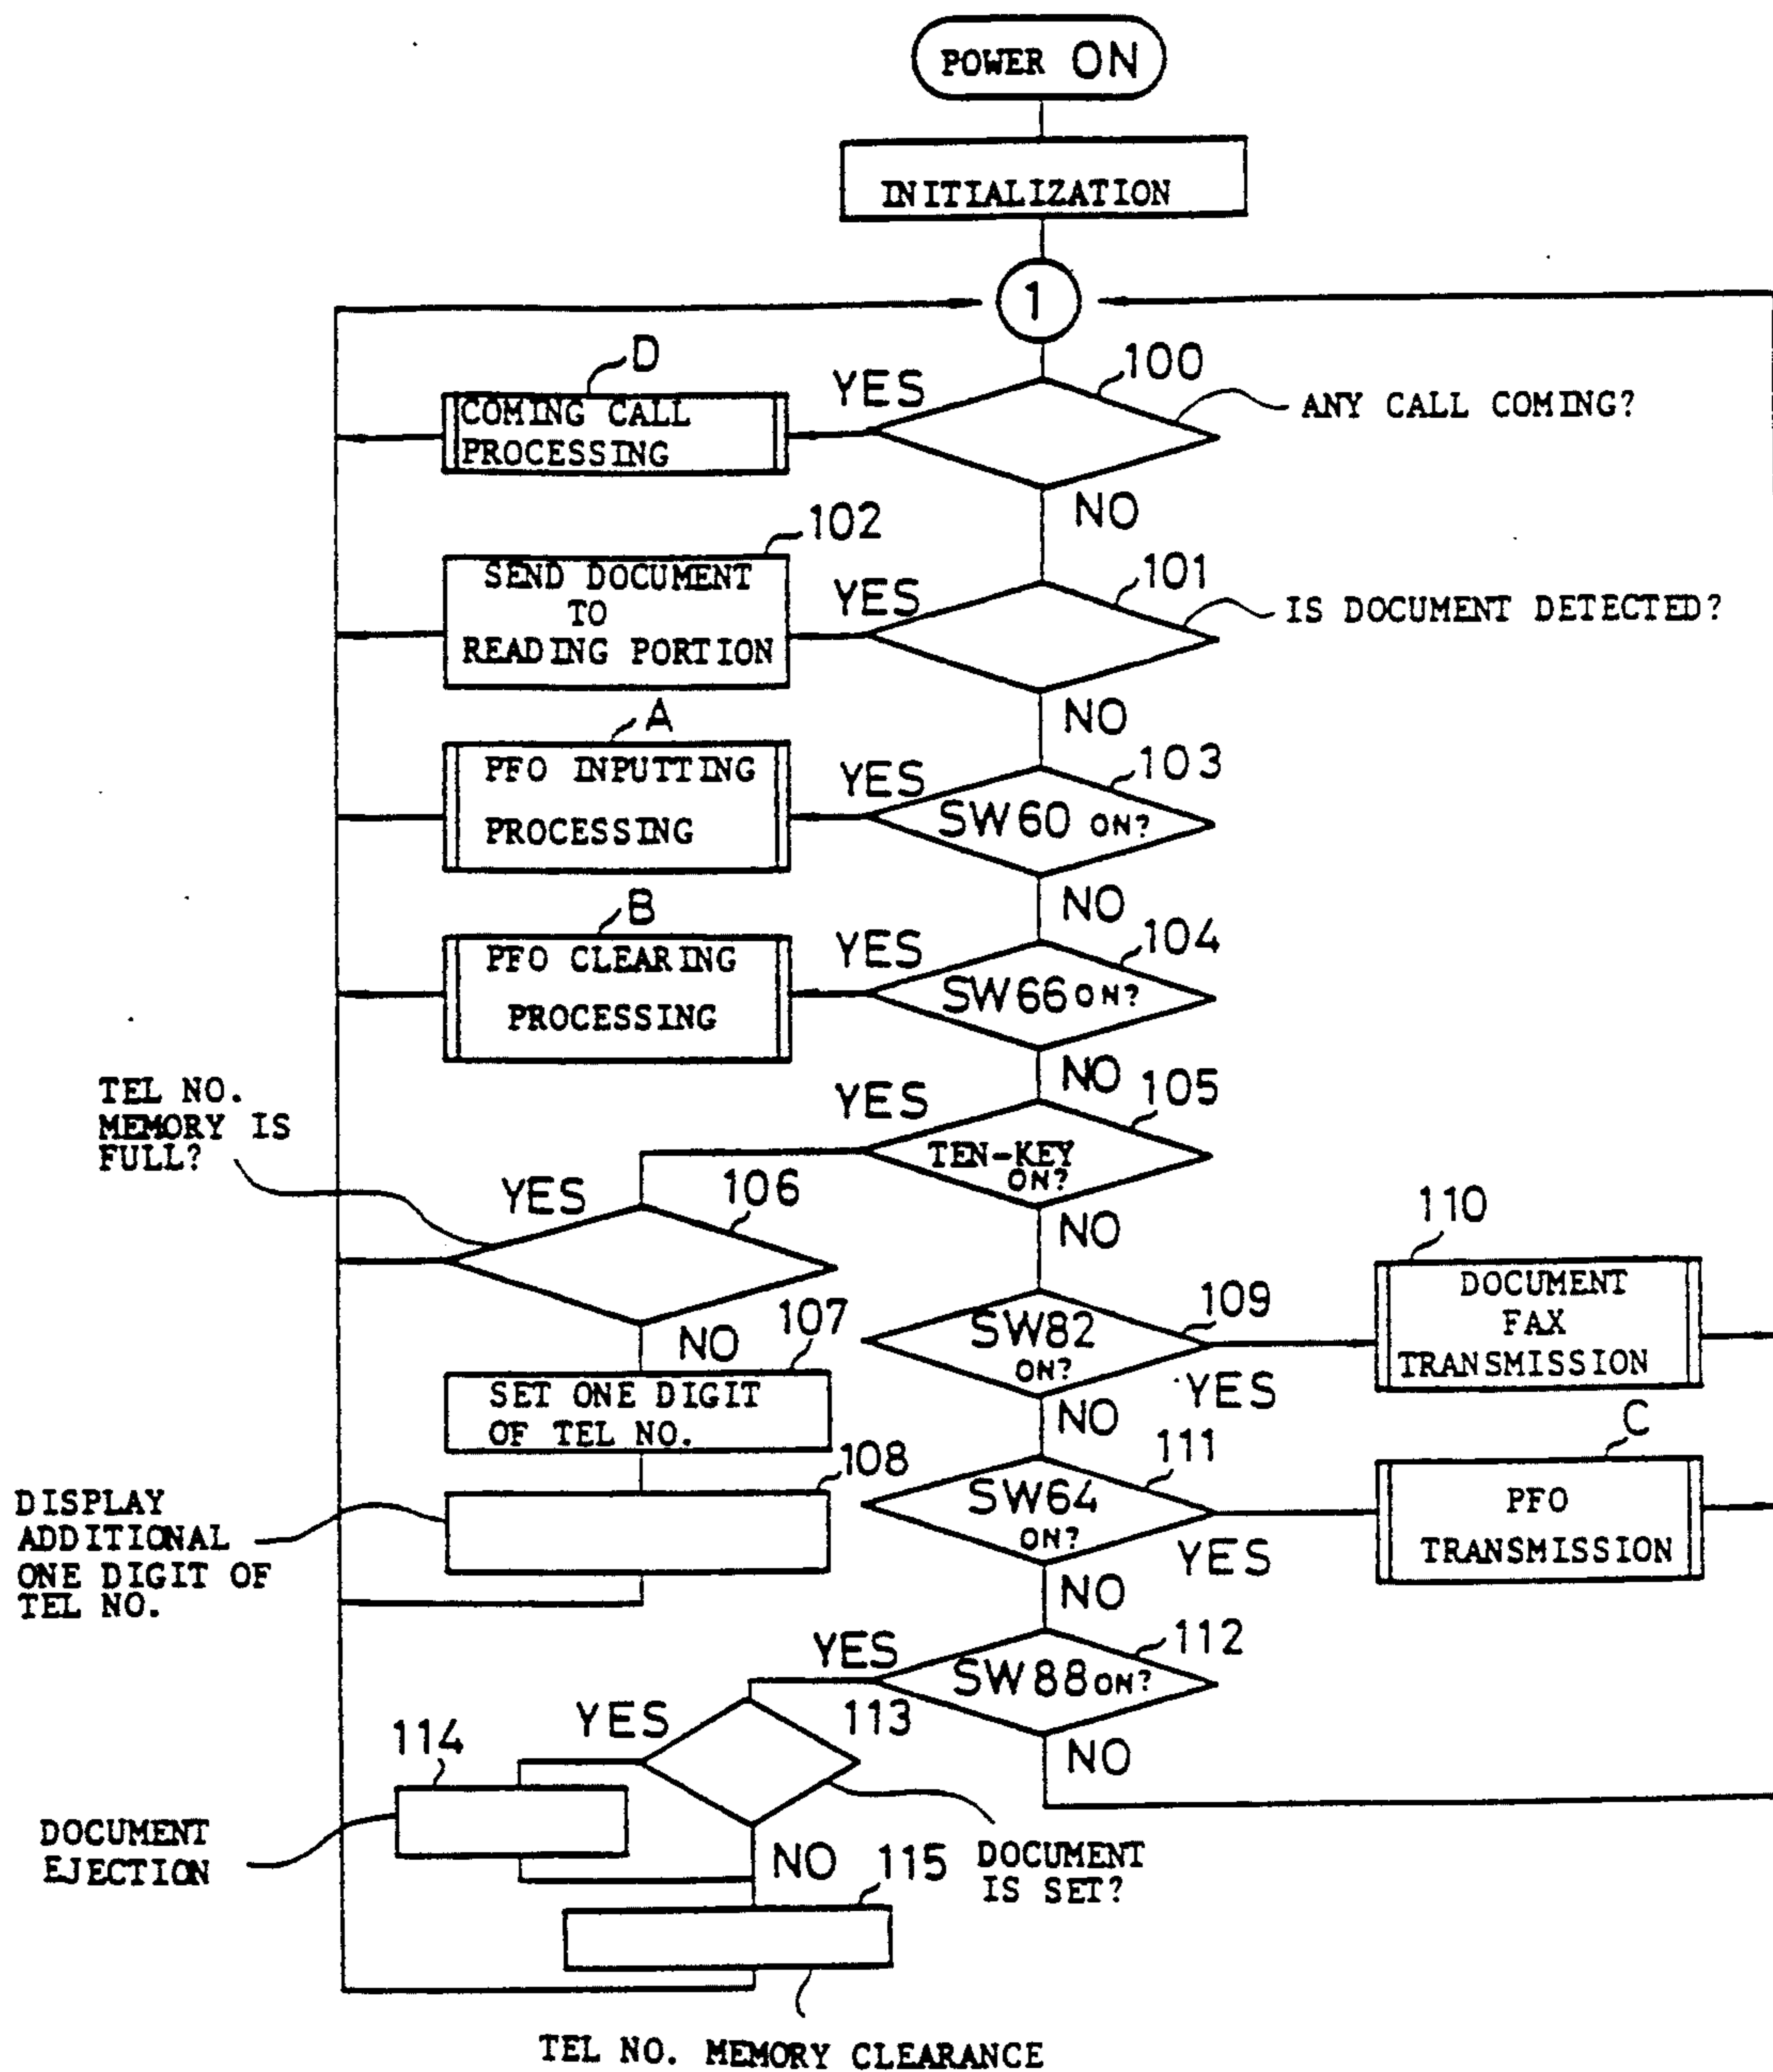 POWER ON
INITIALIZATION
1
D
YES
100
COMING CALL
PROCESSING
ANY CALL COMING?
NO
102
SEND DOCUMENT
TO
READING PORTION
YES
101
IS DOCUMENT DETECTED?
NO
A
PFO INPUTTING
PROCESSING
YES
103
SW60 ON?
NO
B
PFO CLEARING
PROCESSING
YES
104
SW66 ON?
NO
TEL NO.
MEMORY IS
FULL?
YES
105
TEN-KEY
ON?
NO
YES
106
NO
107
SET ONE DIGIT
OF TEL NO.
108
DISPLAY
ADDITIONAL
ONE DIGIT OF
TEL NO.
SW82
ON?
109
YES
110
DOCUMENT
FAX
TRANSMISSION
NO
SW64
ON?
111
YES
C
PFO
TRANSMISSION
NO
YES
112
SW88 ON?
NO
YES
113
114
DOCUMENT
EJECTION
NO
115
DOCUMENT
IS SET?
TEL NO. MEMORY CLEARANCE